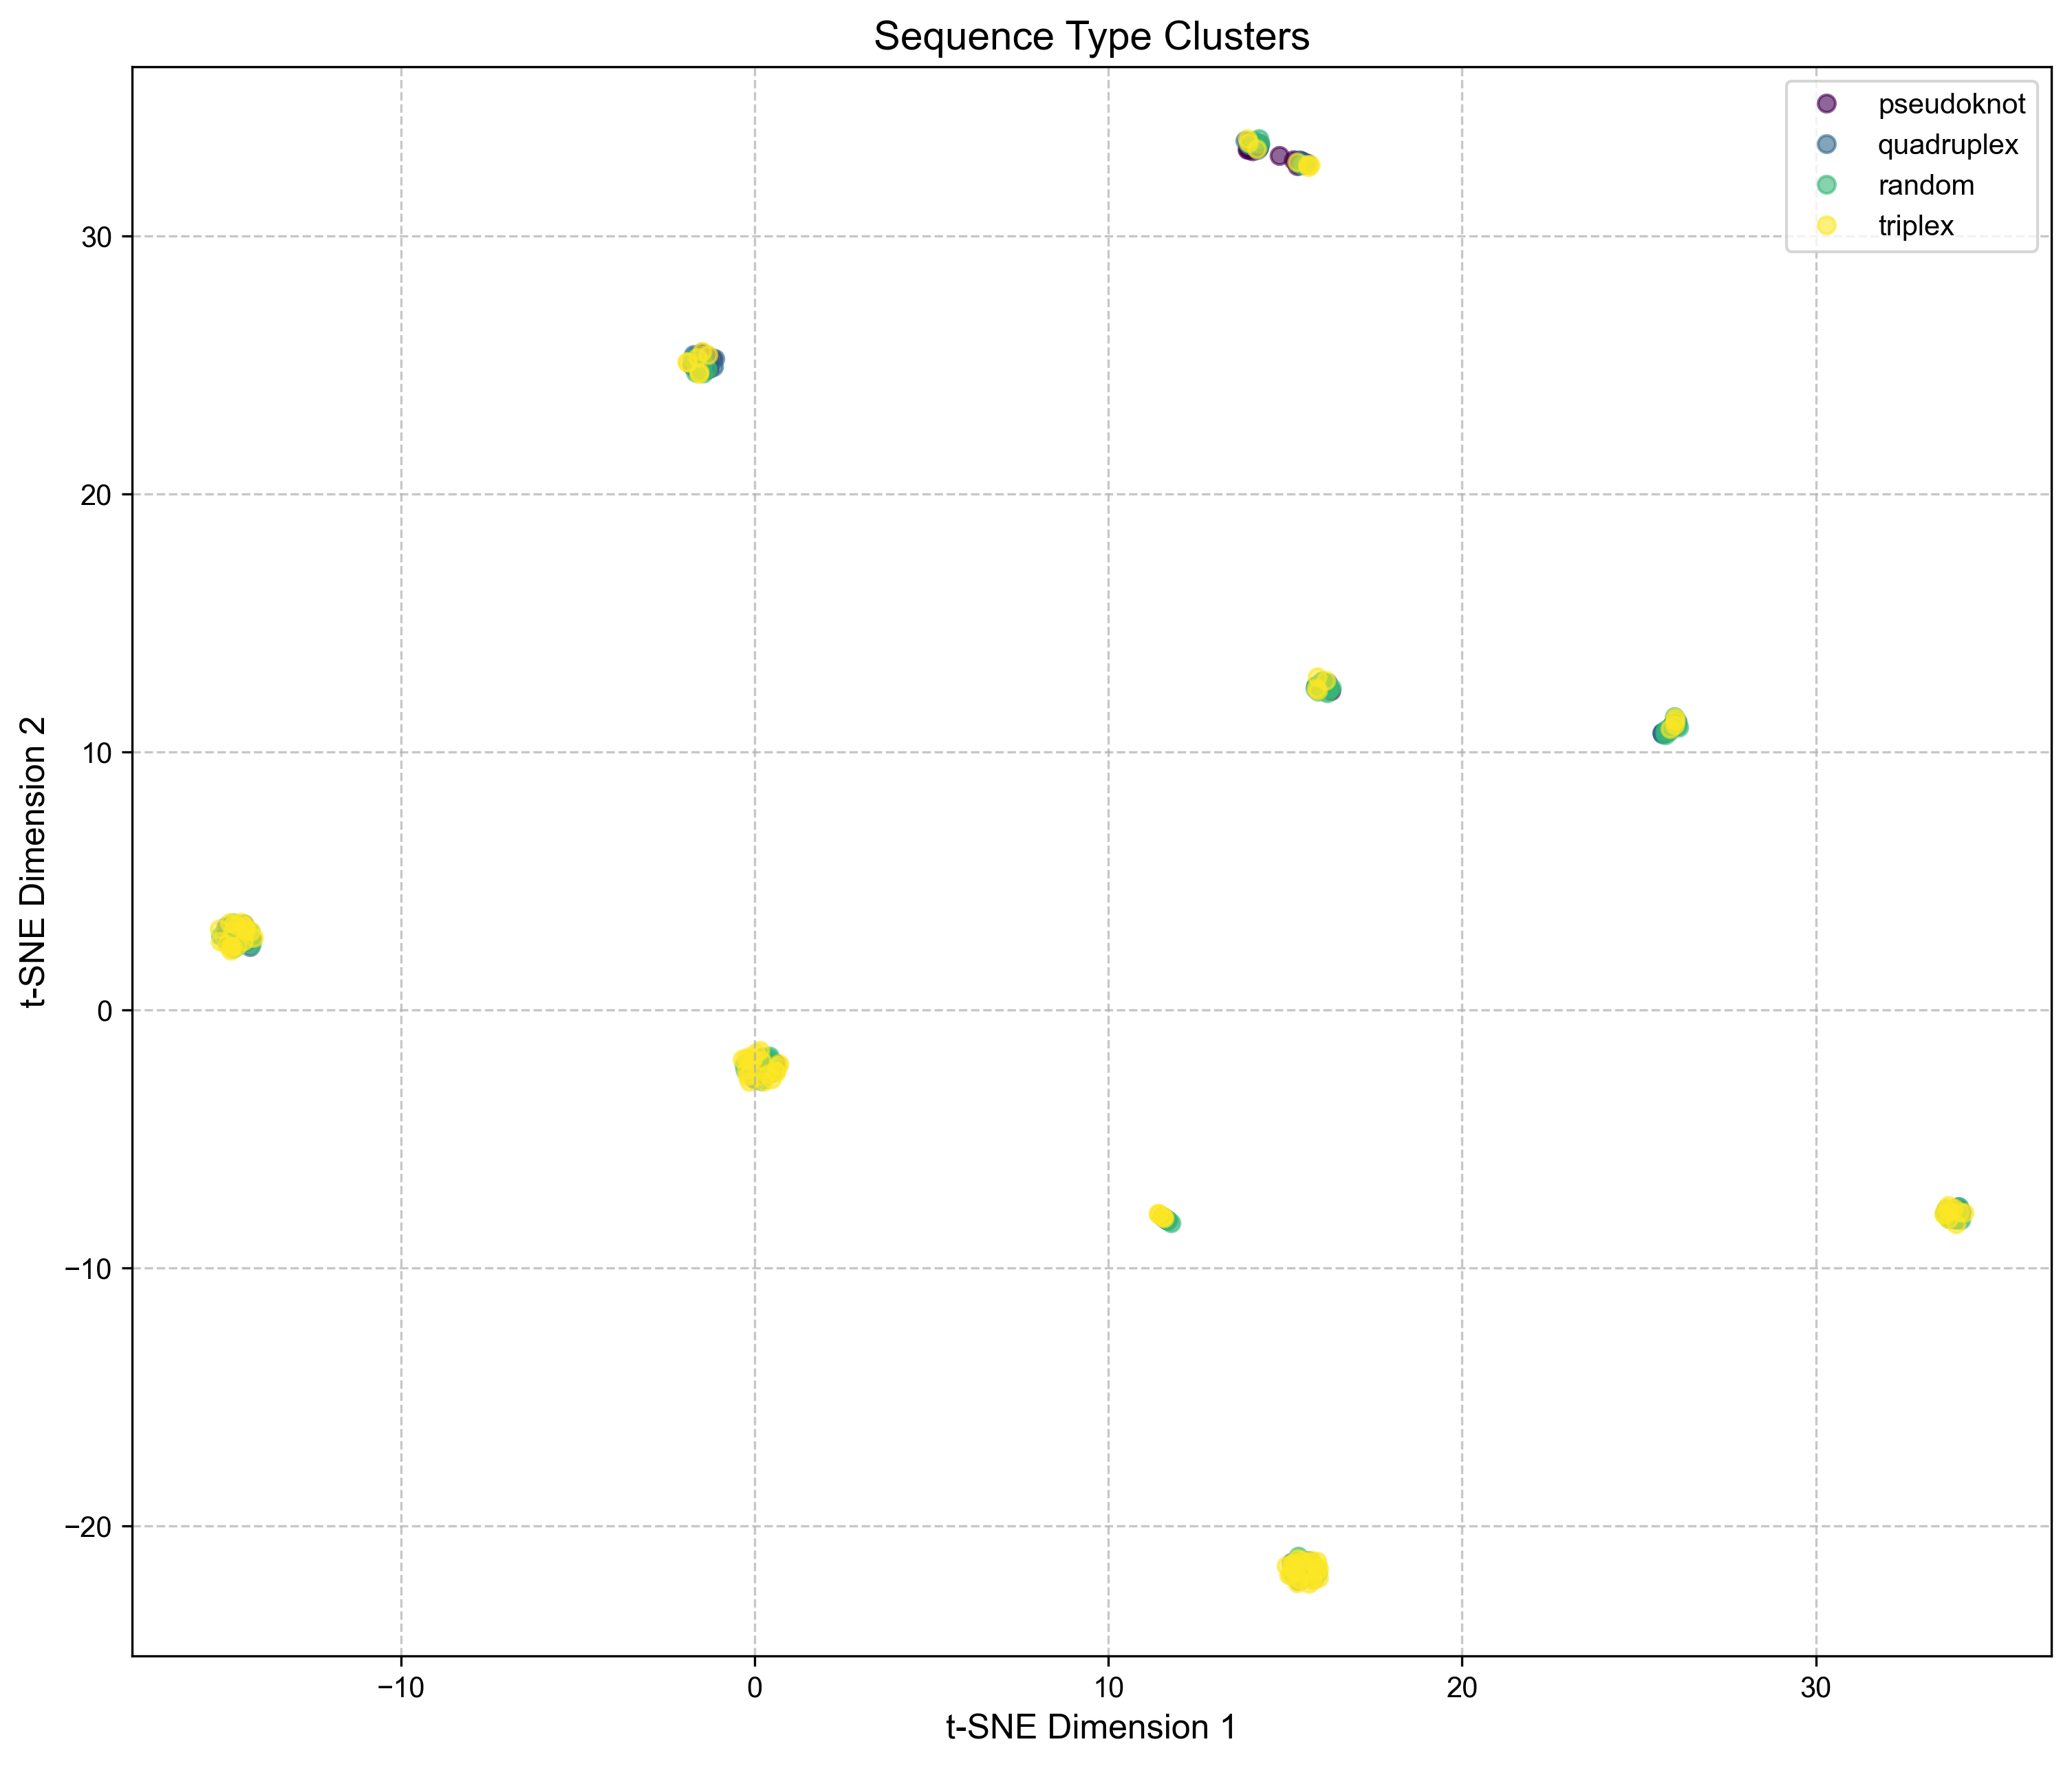 Sequence Type Clusters
pseudoknot
quadruplex
random
triplex
t-SNE Dimension 2
30
20
10
0
−10
−20
−10
0
10
20
30
t-SNE Dimension 1